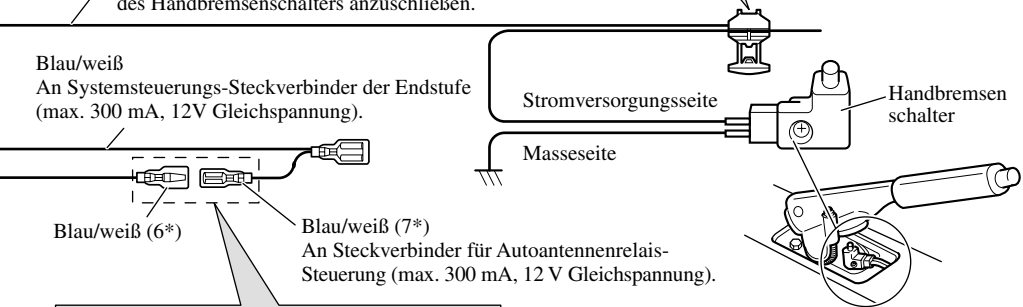 des Handbremsenschalters anzuschließen.
Blau/weiß
An Systemsteuerungs-Steckverbinder der Endstufe
(max. 300 mA, 12V Gleichspannung).
Stromversorgungsseite
Handbremsen
schalter
Masseseite
Blau/weiß (6*)
Blau/weiß (7*)
An Steckverbinder für Autoantennenrelais-
Steuerung (max. 300 mA, 12 V Gleichspannung).